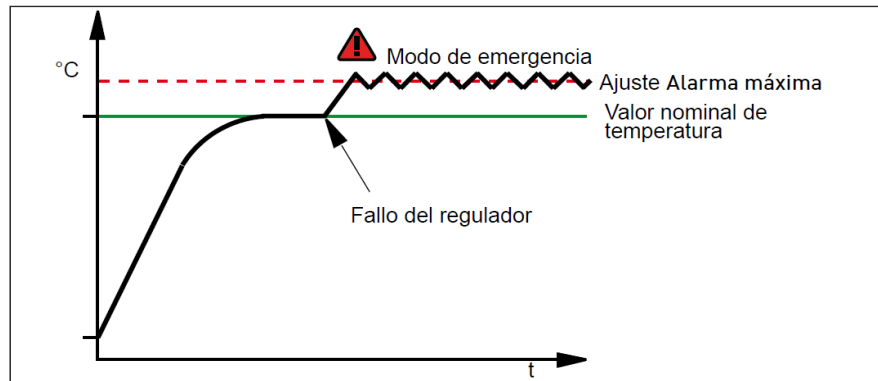 °C
Modo de emergencia
Ajuste Alarma máxima
Valor nominal de
temperatura
Fallo del regulador
t